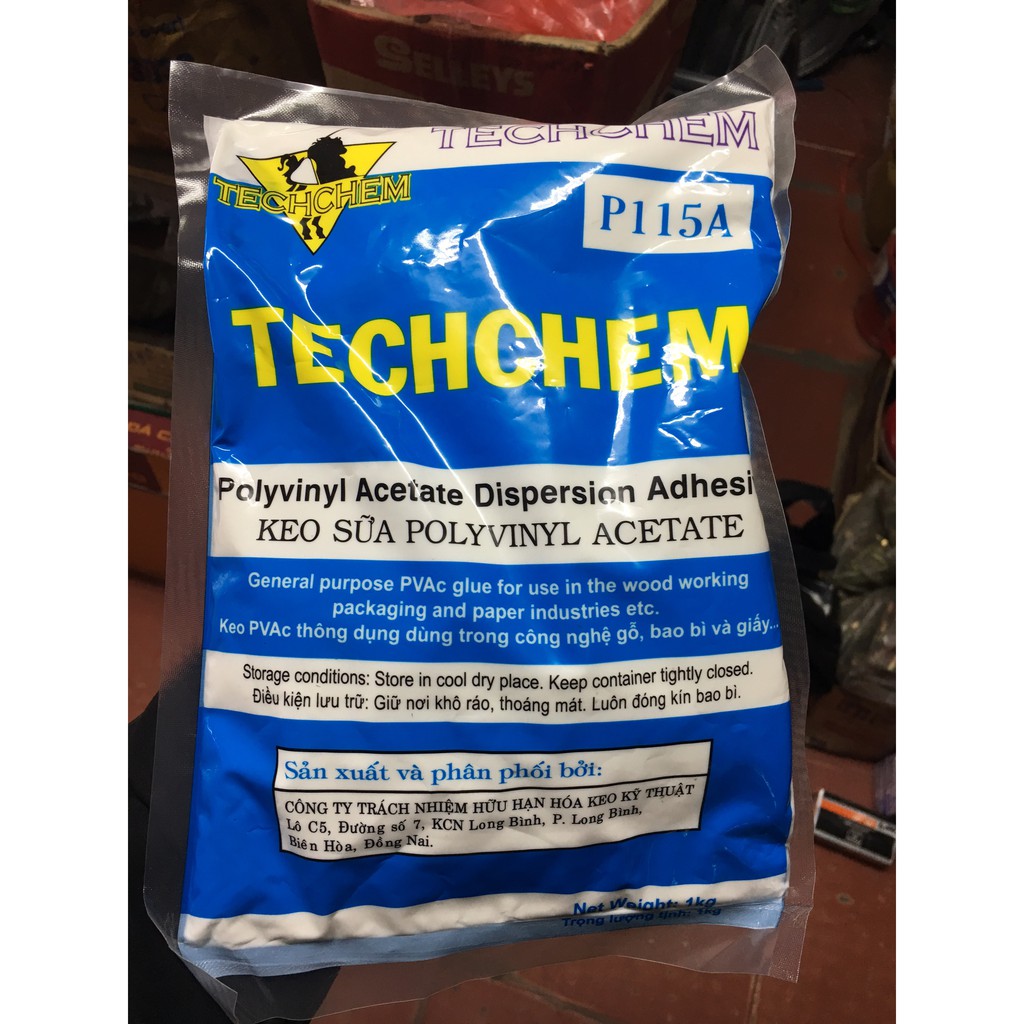 SELLEYS
TECHCHEM
TECHCHEM
P115A
TECHCHEM
Polyvinyl Acetate Dispersion Adhesi
KEO SỮA POLYVINYL ACETATE
General purpose PVAc glue for use in the wood working
packaging and paper industries etc.
Keo PVAc thông dụng dùng trong công nghệ gỗ, bao bì và giấy...
Storage conditions: Store in cool dry place. Keep container tightly closed.
Điều kiện lưu trữ: Giữ nơi khô ráo, thoáng mát. Luôn đóng kín bao bì.
Sản xuất và phân phối bởi:
CÔNG TY TRÁCH NHIỆM HỮU HẠN HÓA KEO KỸ THUẬT
Lô C5, Đường số 7, KCN Long Bình, P. Long Bình,
Biên Hòa, Đồng Nai.
Net Weight: 1kg
Trọng lượng tịnh: 1kg